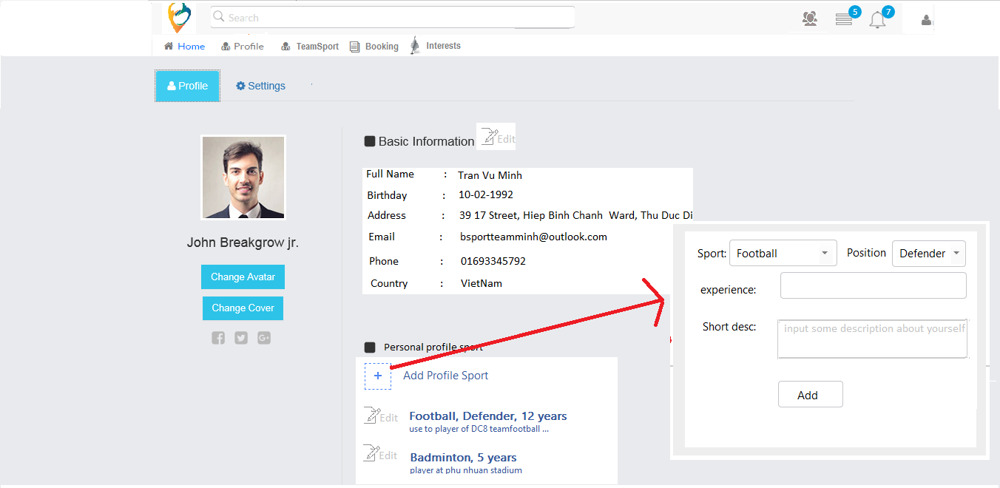 Search
5
7
Home Profile TeamSport Booking Interests
Profile Settings
Basic Information Edit
Full Name : Tran Vu Minh
Birthday : 10-02-1992
Address : 39 17 Street, Hiep Binh Chanh Ward, Thu Duc Di
Email : bsportteamminh@outlook.com
Phone : 01693345792
Country : VietNam
John Breakgrow jr.
Change Avatar
Change Cover
Personal profile sport
+ Add Profile Sport
Edit Football, Defender, 12 years
use to player of DC8 teamfootball ...
Edit Badminton, 5 years
player at phu nhuan stadium
Sport: Football Position Defender
experience:
Short desc: input some description about yourself
Add